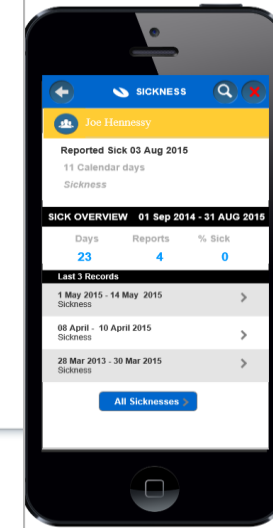 SICKNESS
Joe Hennessy
Reported Sick 03 Aug 2015
11 Calendar days
Sickness
SICK OVERVIEW 01 Sep 2014 - 31 AUG 2015
Days Reports % Sick
23 4 0
Last 3 Records
1 May 2015 - 14 May 2015
Sickness
08 April - 10 April 2015
Sickness
28 Mar 2013 - 30 Mar 2015
Sickness
All Sicknesses >